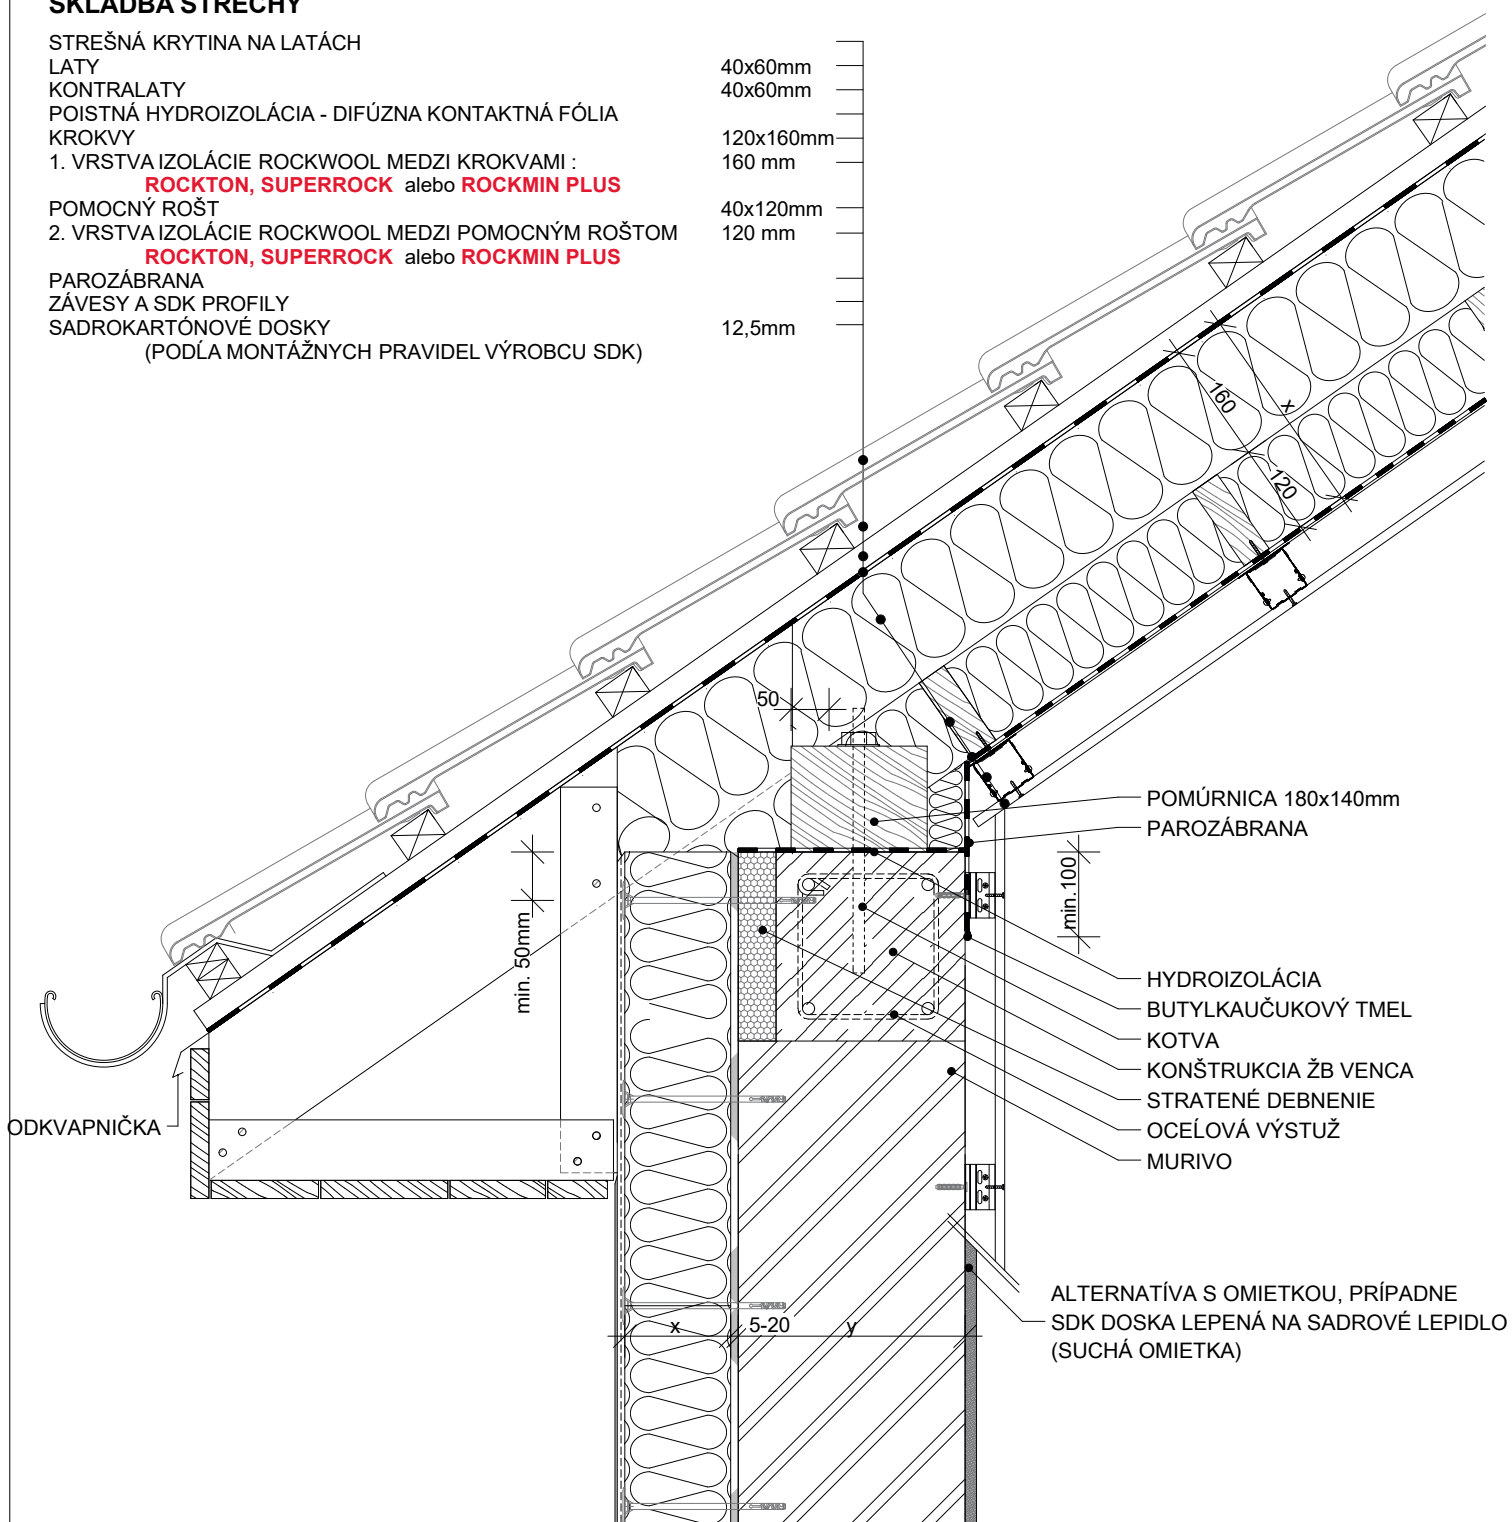 SKLADBA STRECHY
STREŠNÁ KRYTINA NA LATÁCH
LATY 40x60mm
KONTRALATY 40x60mm
POISTNÁ HYDROIZOLÁCIA - DIFÚZNA KONTAKTNÁ FÓLIA
KROKVY 120x160mm
1. VRSTVA IZOLÁCIE ROCKWOOL MEDZI KROKVAMI : 160 mm
ROCKTON, SUPERROCK alebo ROCKMIN PLUS
POMOCNÝ ROŠT 40x120mm
2. VRSTVA IZOLÁCIE ROCKWOOL MEDZI POMOCNÝM ROŠTOM 120 mm
ROCKTON, SUPERROCK alebo ROCKMIN PLUS
PAROZÁBRANA
ZÁVESY A SDK PROFILY
SADROKARTÓNOVÉ DOSKY 12,5mm
(PODĹA MONTÁŽNYCH PRAVIDEL VÝROBCU SDK)
160
x
120
50
POMÚRNICA 180x140mm
PAROZÁBRANA
min.100
min. 50mm
HYDROIZOLÁCIA
BUTYLKAUČUKOVÝ TMEL
KOTVA
KONŠTRUKCIA ŽB VENCA
STRATENÉ DEBNENIE
OCEĹOVÁ VÝSTUŽ
MURIVO
ODKVAPNIČKA
ALTERNATÍVA S OMIETKOU, PRÍPADNE
SDK DOSKA LEPENÁ NA SADROVÉ LEPIDLO
(SUCHÁ OMIETKA)
x 5-20 y